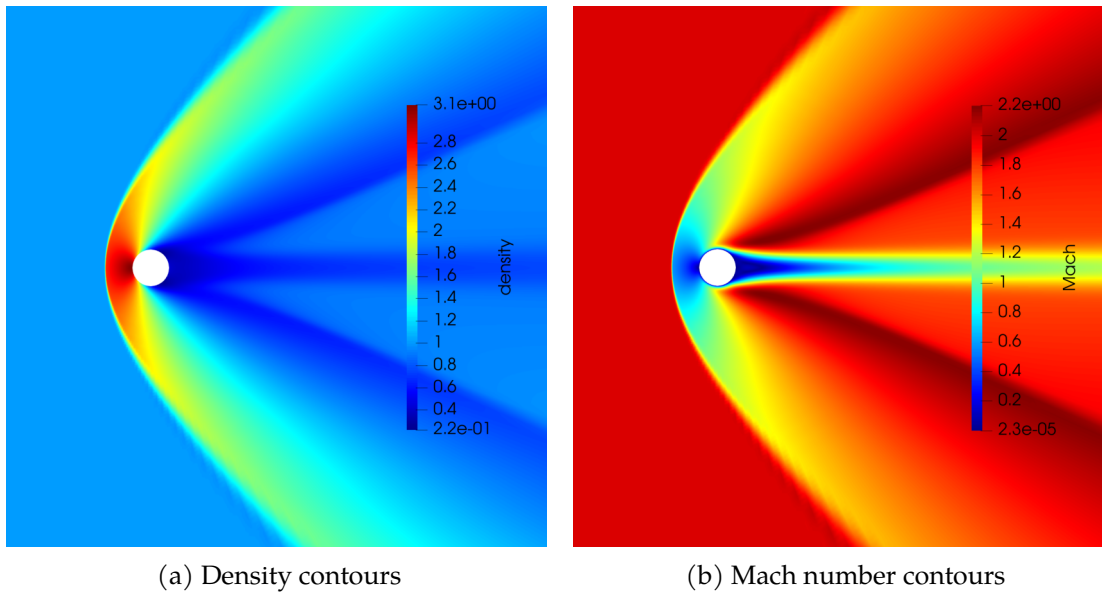 3.1e+00
2.8
2.6
2.4
2.2
2
1.8
1.6
1.4
1.2
1
0.8
0.6
0.4
2.2e-01
density
2.2e+00
2
1.8
1.6
1.4
1.2
1
0.8
0.6
0.4
0.2
2.3e-05
Mach
(a) Density contours
(b) Mach number contours